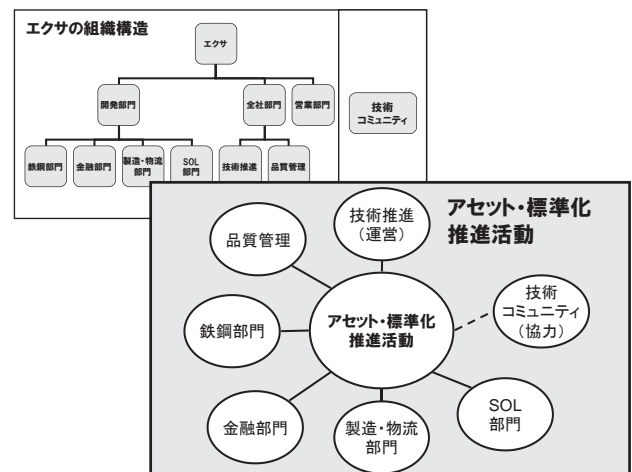 エクサの組織構造
エクサ
開発部門
全社部門
営業部門
技術
コミュニティ
鉄鋼部門
金融部門
製造・物流
部門
SOL
部門
技術推進
品質管理
アセット・標準化
推進活動
技術推進
（運営）
品質管理
技術
コミュニティ
（協力）
アセット・標準化
推進活動
鉄鋼部門
SOL
部門
金融部門
製造・物流
部門